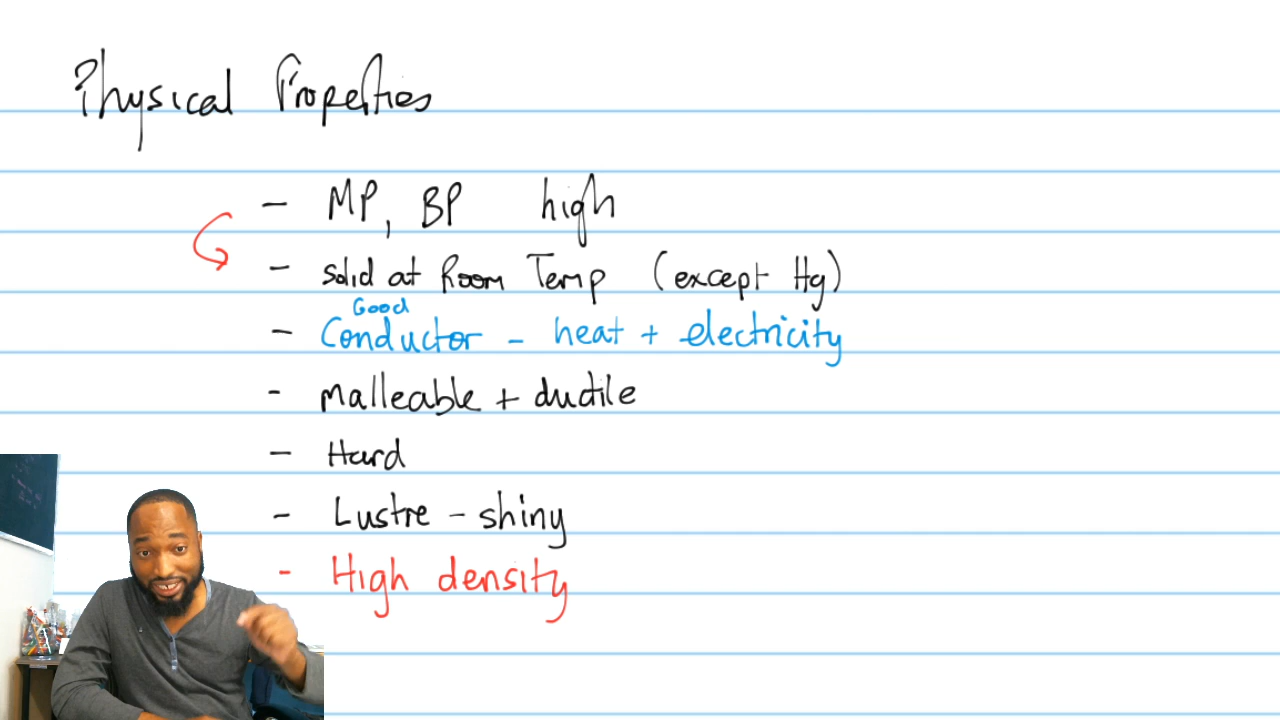 Physical Properties
- MP, BP high
- solid at Room Temp (except Hg)
Good
- Conductor - heat + electricity
- malleable + ductile
- Hard
- Lustre - shiny
- High density